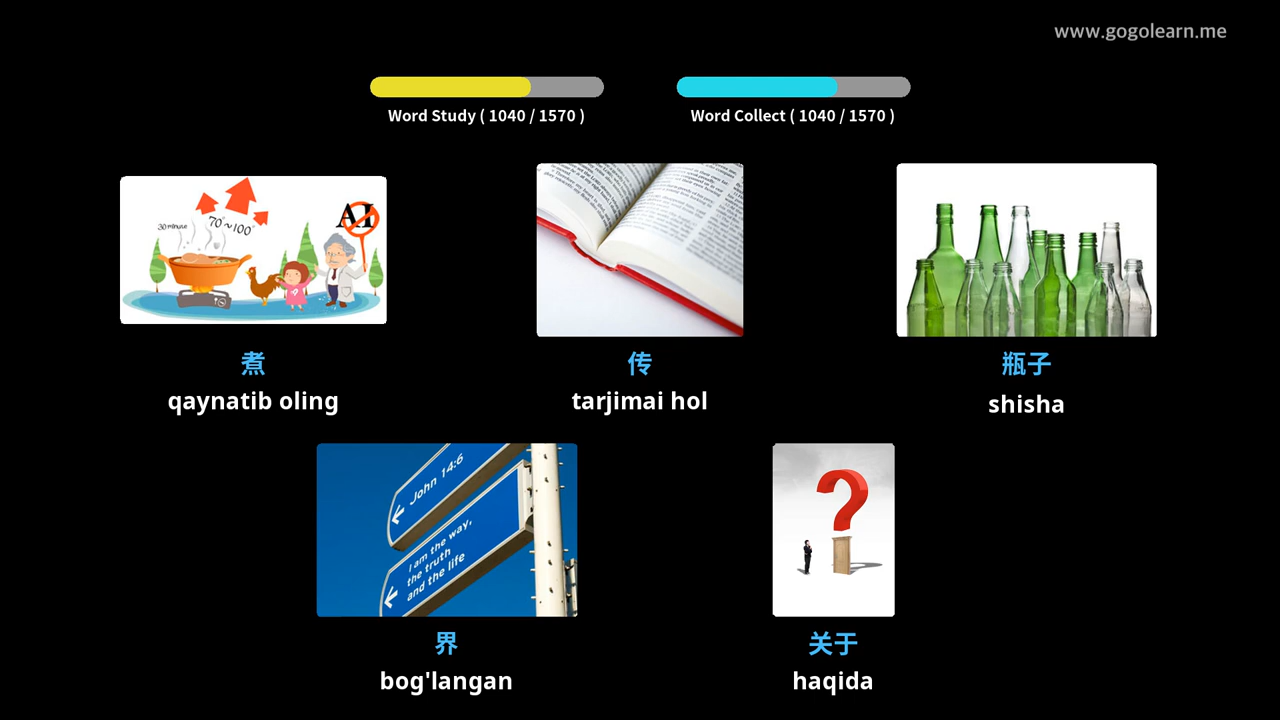 www.gogolearn.me
Word Study ( 1040 / 1570 )
Word Collect ( 1040 / 1570 )
30 minute
70°~100°
AI
煮
qaynatib oling
传
tarjimai hol
瓶子
shisha
John 14:6
I am the way,
the truth
and the life
界
bog'langan
关于
haqida